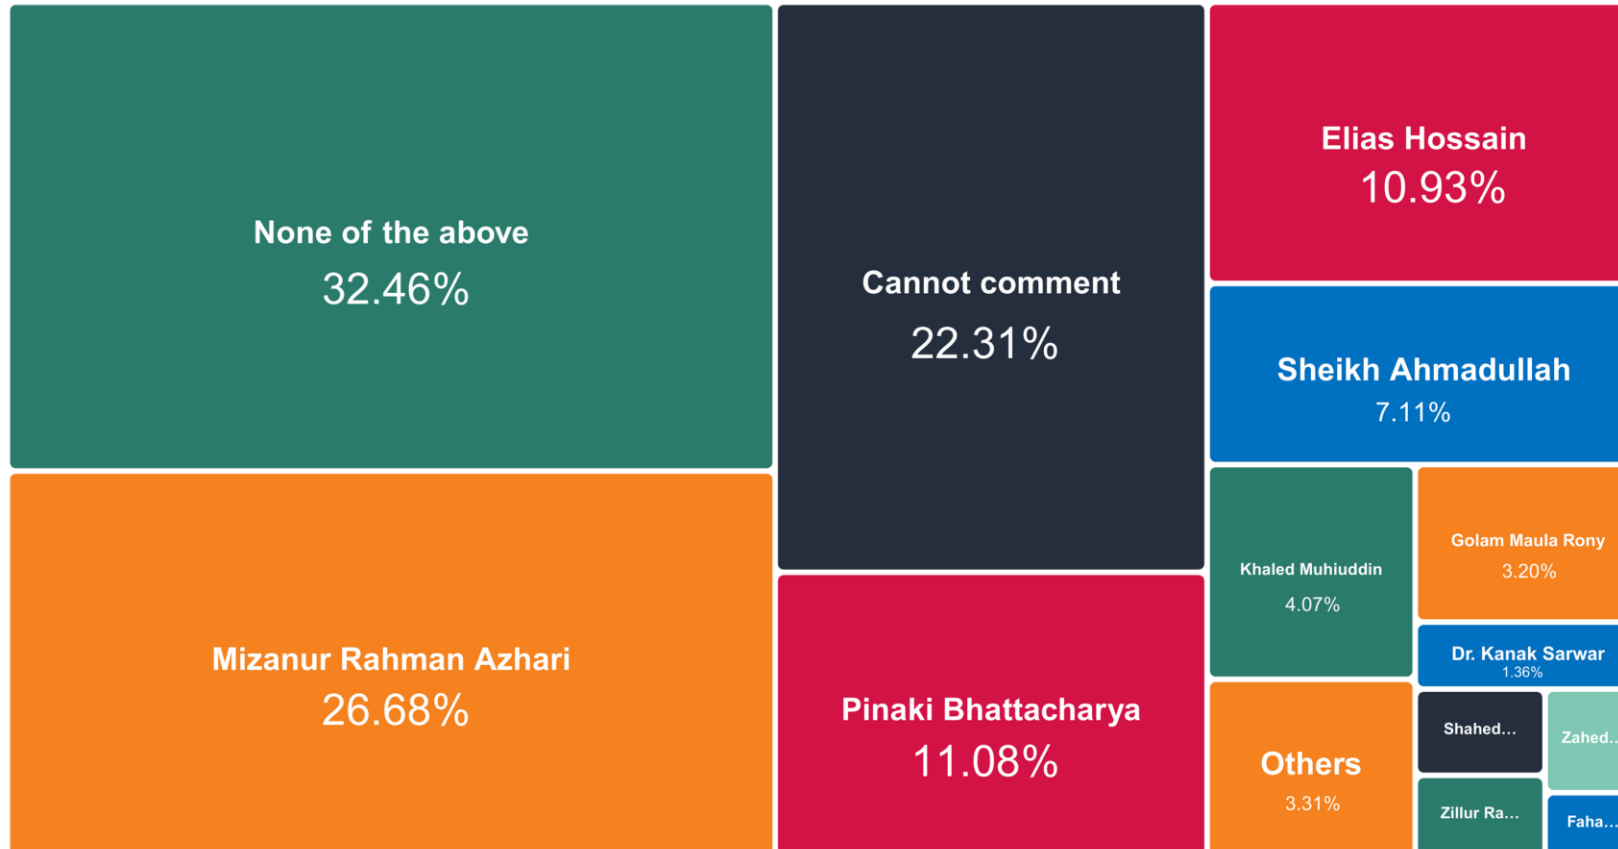 None of the above
32.46%
Mizanur Rahman Azhari
26.68%
Cannot comment
22.31%
Pinaki Bhattacharya
11.08%
Elias Hossain
10.93%
Sheikh Ahmadullah
7.11%
Khaled Muhiuddin
4.07%
Others
3.31%
Golam Maula Rony
3.20%
Dr. Kanak Sarwar
1.36%
Shahed...
Zahed...
Zillur Ra...
Faha...